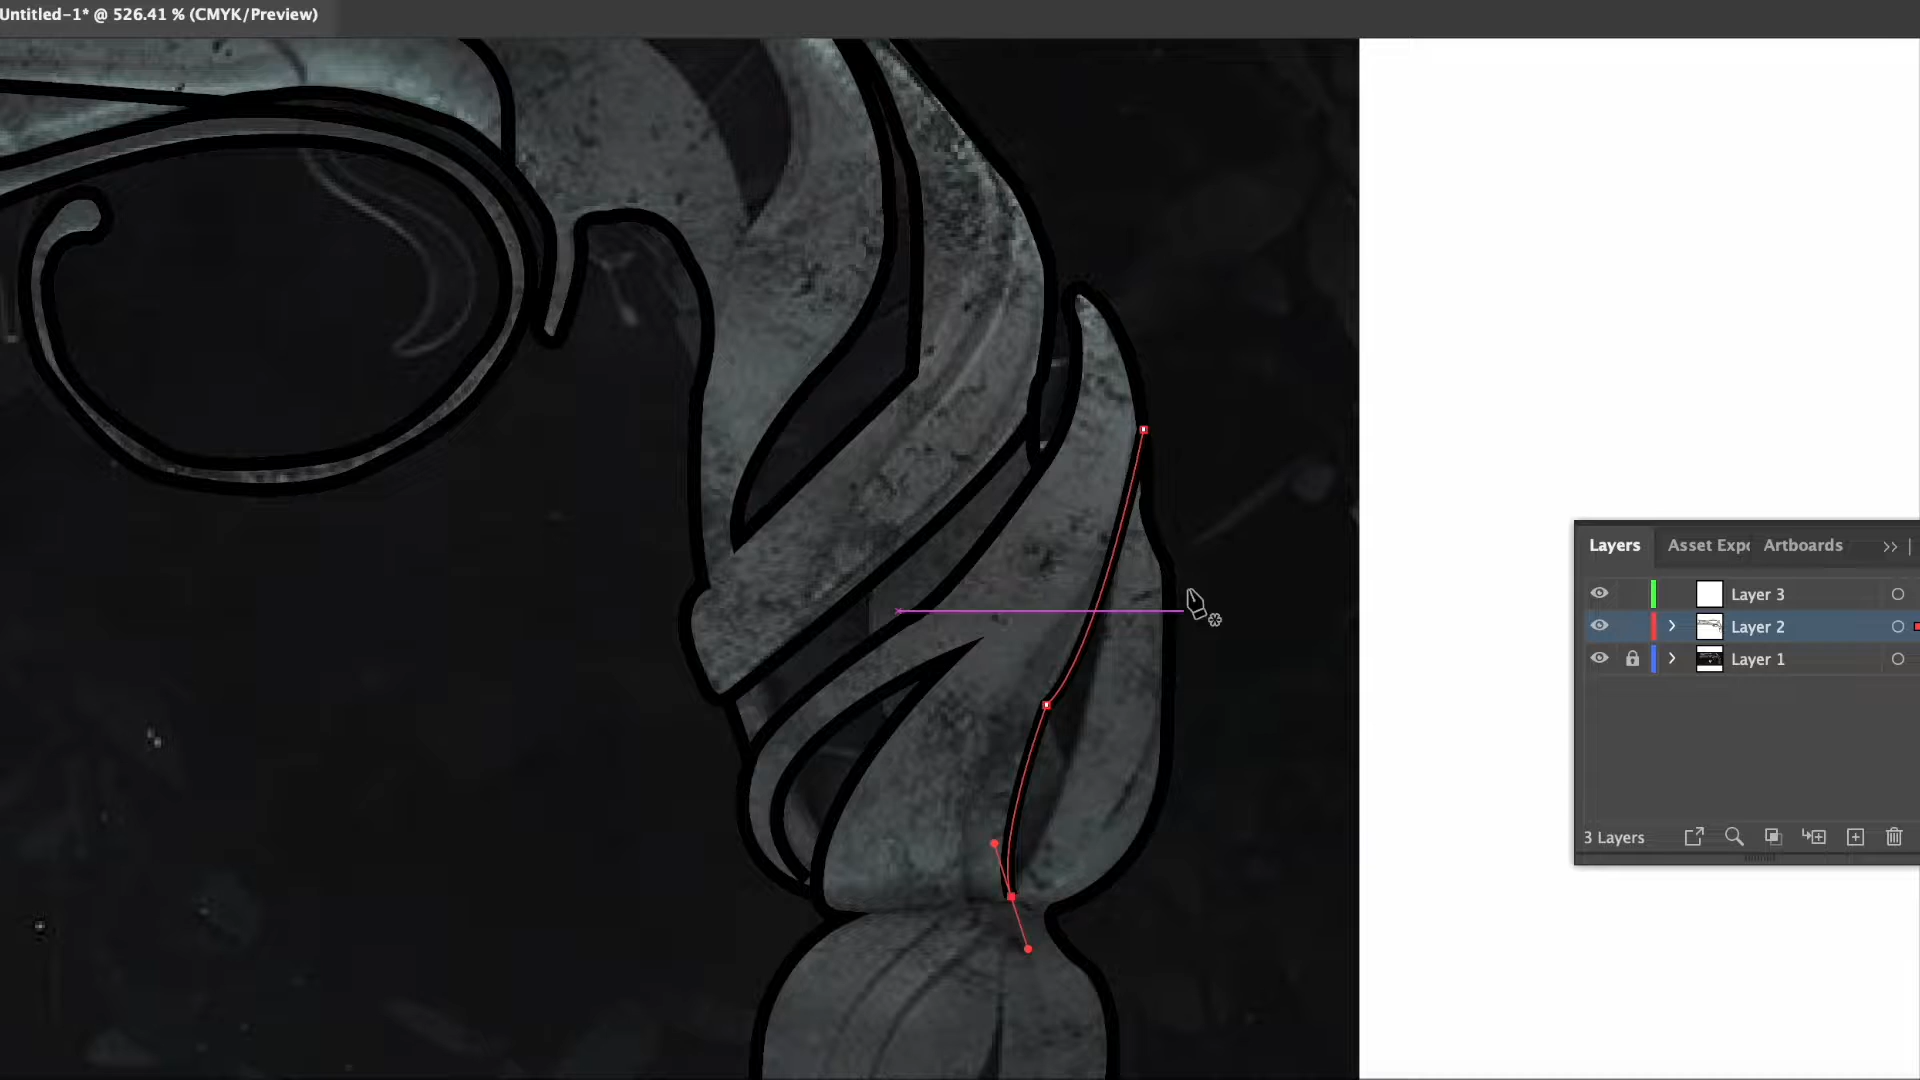 Untitled-1* @ 526.41 % (CMYK/Preview)
Layers Asset Expo Artboards
Layer 3
Layer 2
Layer 1
3 Layers